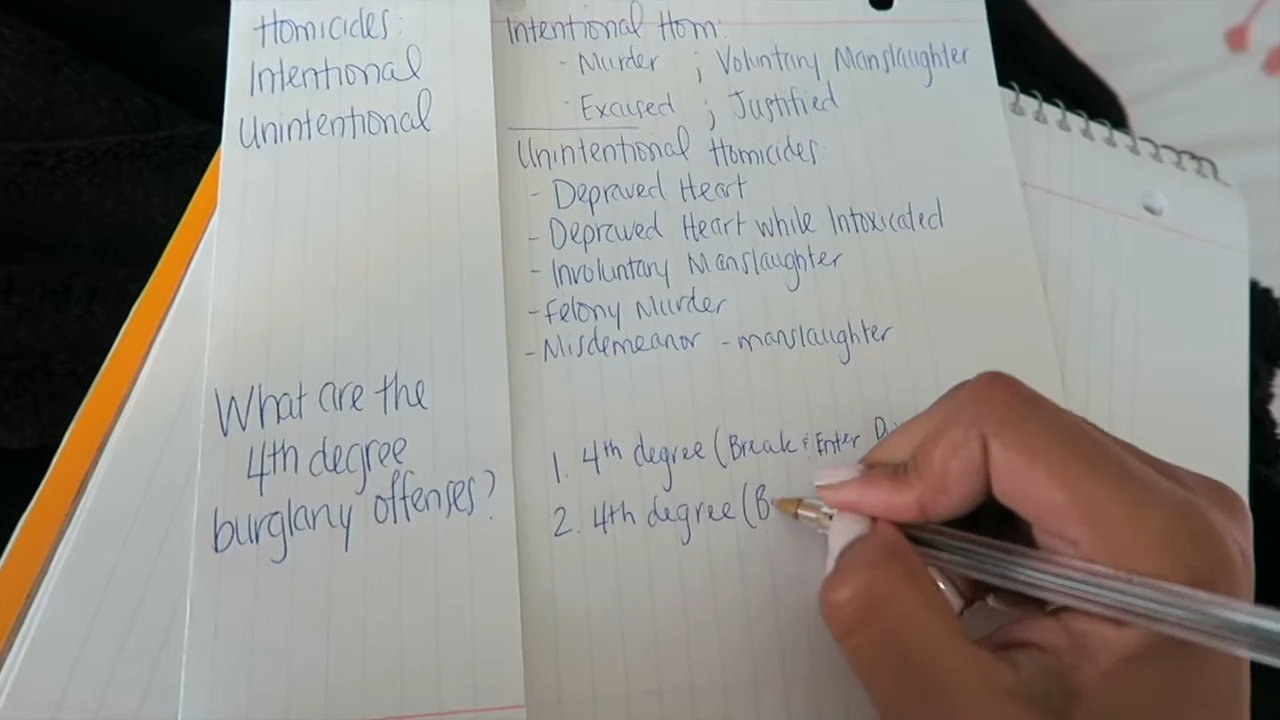 Homicides:
Intentional
Unintentional
Intentional Hom:
- Murder ; Voluntary Manslaughter
- Excused ; Justified
Unintentional Homicides:
- Depraved Heart
- Depraved Heart while Intoxicated
- Involuntary Manslaughter
- Felony Murder
- Misdemeanor - manslaughter
What are the
4th degree
burglary offenses?
1. 4th degree (Break & Enter
2. 4th degree (B